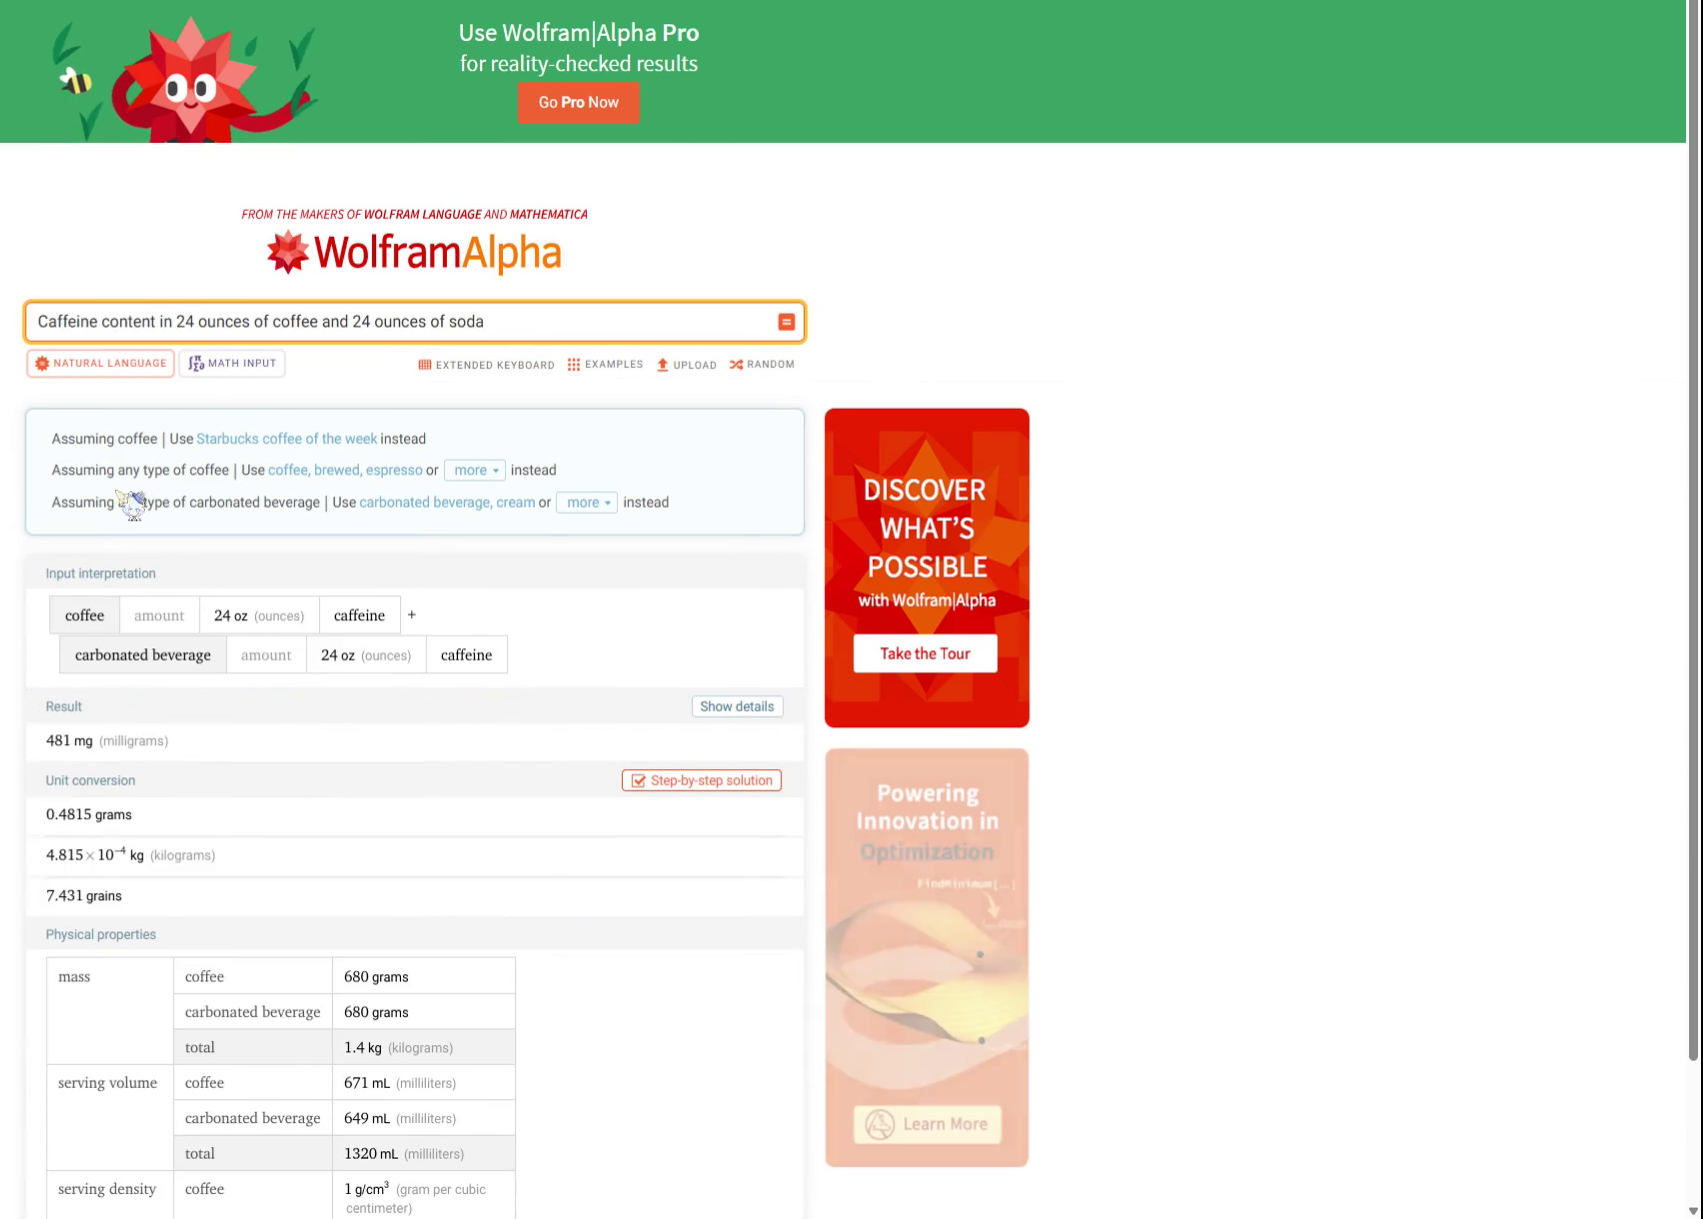 Use Wolfram|Alpha Pro
for reality-checked results
Go Pro Now
FROM THE MAKERS OF WOLFRAM LANGUAGE AND MATHEMATICA
WolframAlpha
Caffeine content in 24 ounces of coffee and 24 ounces of soda
NATURAL LANGUAGE
MATH INPUT
EXTENDED KEYBOARD
EXAMPLES
UPLOAD
RANDOM
Assuming coffee | Use Starbucks coffee of the week instead
Assuming any type of coffee | Use coffee, brewed, espresso or more instead
Assuming type of carbonated beverage | Use carbonated beverage, cream or more instead
Input interpretation
coffee amount 24 oz (ounces) caffeine +
carbonated beverage amount 24 oz (ounces) caffeine
Result
Show details
481 mg (milligrams)
Unit conversion
Step-by-step solution
0.4815 grams
4.815×10⁻⁴ kg (kilograms)
7.431 grains
Physical properties
mass coffee 680 grams
carbonated beverage 680 grams
total 1.4 kg (kilograms)
serving volume coffee 671 mL (milliliters)
carbonated beverage 649 mL (milliliters)
total 1320 mL (milliliters)
serving density coffee 1 g/cm³ (gram per cubic
centimeter)
DISCOVER
WHAT'S
POSSIBLE
with Wolfram|Alpha
Take the Tour
Powering
Innovation in
Optimization
FindMinimum[...]
Learn More